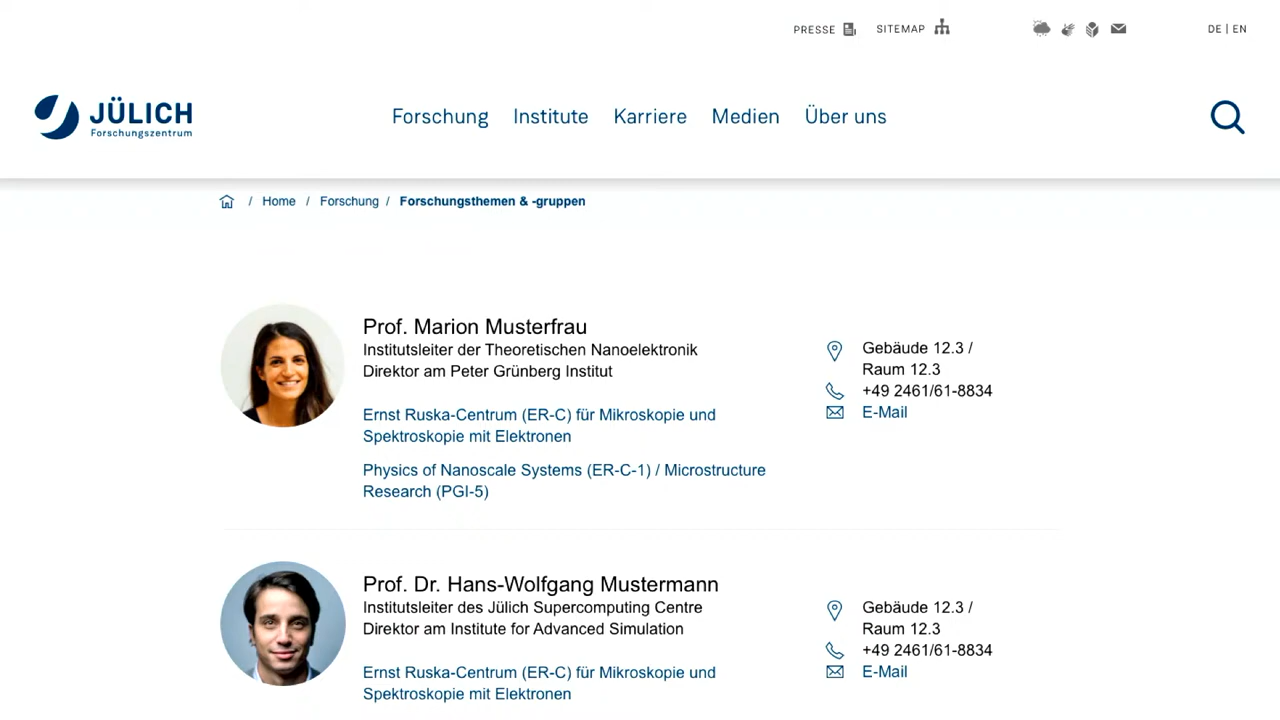 PRESSE
SITEMAP
DE | EN
JÜLICH
Forschungszentrum
Forschung
Institute
Karriere
Medien
Über uns
/ Home / Forschung / Forschungsthemen & -gruppen
Prof. Marion Musterfrau
Institutsleiter der Theoretischen Nanoelektronik
Direktor am Peter Grünberg Institut
Ernst Ruska-Centrum (ER-C) für Mikroskopie und
Spektroskopie mit Elektronen
Physics of Nanoscale Systems (ER-C-1) / Microstructure
Research (PGI-5)
Gebäude 12.3 /
Raum 12.3
+49 2461/61-8834
E-Mail
Prof. Dr. Hans-Wolfgang Mustermann
Institutsleiter des Jülich Supercomputing Centre
Direktor am Institute for Advanced Simulation
Ernst Ruska-Centrum (ER-C) für Mikroskopie und
Spektroskopie mit Elektronen
Gebäude 12.3 /
Raum 12.3
+49 2461/61-8834
E-Mail